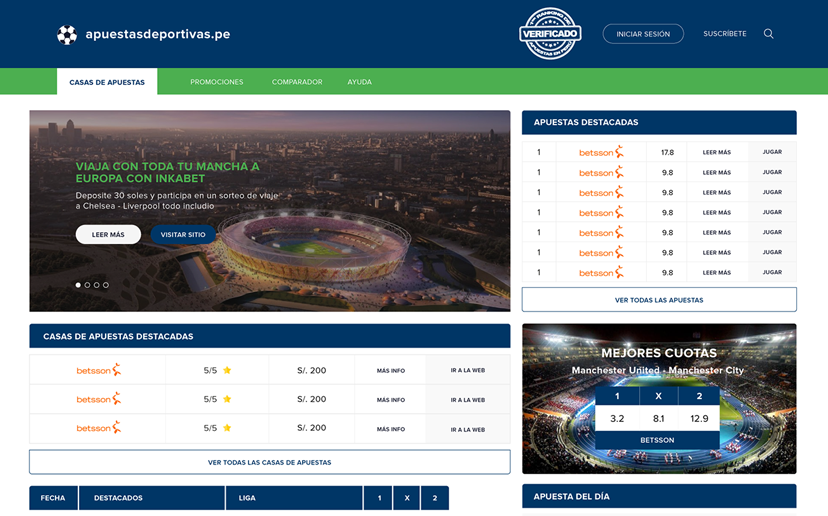 apuestasdeportivas.pe
VERIFICADO
INICIAR SESIÓN
SUSCRÍBETE
CASAS DE APUESTAS
PROMOCIONES
COMPARADOR
AYUDA
VIAJA CON TODA TU MANCHA A
EUROPA CON INKABET
Deposite 30 soles y participa en un sorteo de viaje
a Chelsea - Liverpool todo includio
LEER MÁS
VISITAR SITIO
APUESTAS DESTACADAS
1 betsson 17.8 LEER MÁS JUGAR
1 betsson 9.8 LEER MÁS JUGAR
1 betsson 9.8 LEER MÁS JUGAR
1 betsson 9.8 LEER MÁS JUGAR
1 betsson 9.8 LEER MÁS JUGAR
1 betsson 9.8 LEER MÁS JUGAR
1 betsson 9.8 LEER MÁS JUGAR
VER TODAS LAS APUESTAS
CASAS DE APUESTAS DESTACADAS
betsson 5/5 S/. 200 MÁS INFO IR A LA WEB
betsson 5/5 S/. 200 MÁS INFO IR A LA WEB
betsson 5/5 S/. 200 MÁS INFO IR A LA WEB
VER TODAS LAS CASAS DE APUESTAS
MEJORES CUOTAS
Manchester United - Manchester City
1 X 2
3.2 8.1 12.9
BETSSON
FECHA DESTACADOS LIGA 1 X 2
APUESTA DEL DÍA